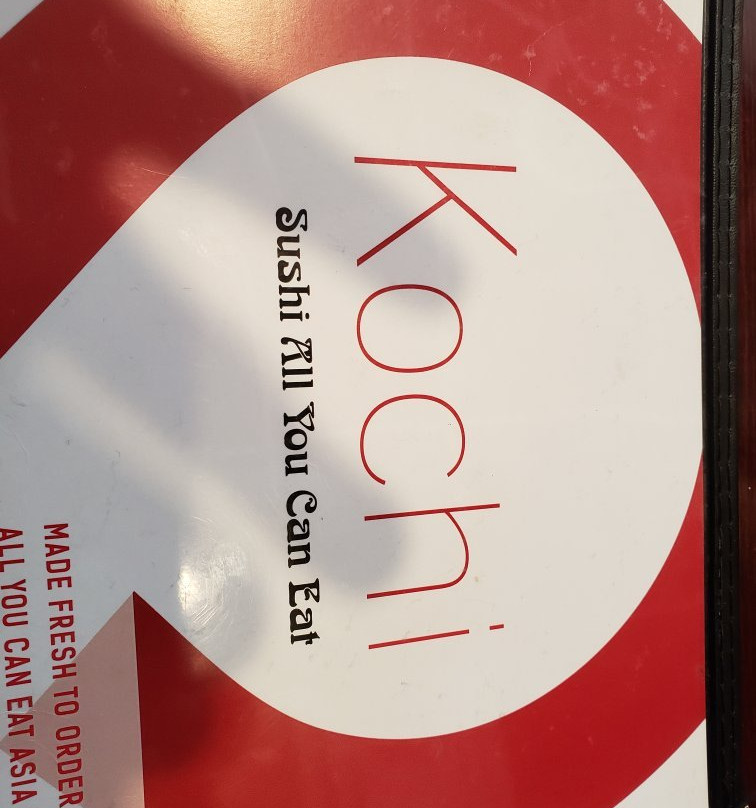 Kochi
Sushi All You Can Eat
MADE FRESH TO ORDER
ALL YOU CAN EAT ASIA